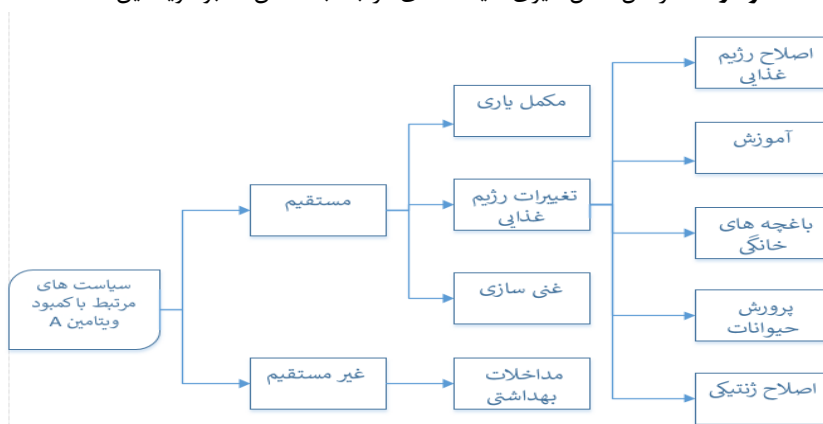 اصلاح رژیم
غذایی
مکمل یاری
آموزش
مستقیم
تغییرات رژیم
غذایی
باغچه های
خانگی
سیاست های
مرتبط با کمبود
ویتامین A
غنی سازی
پرورش
حیوانات
غیر مستقیم
مداخلات
بهداشتی
اصلاح ژنتیکی